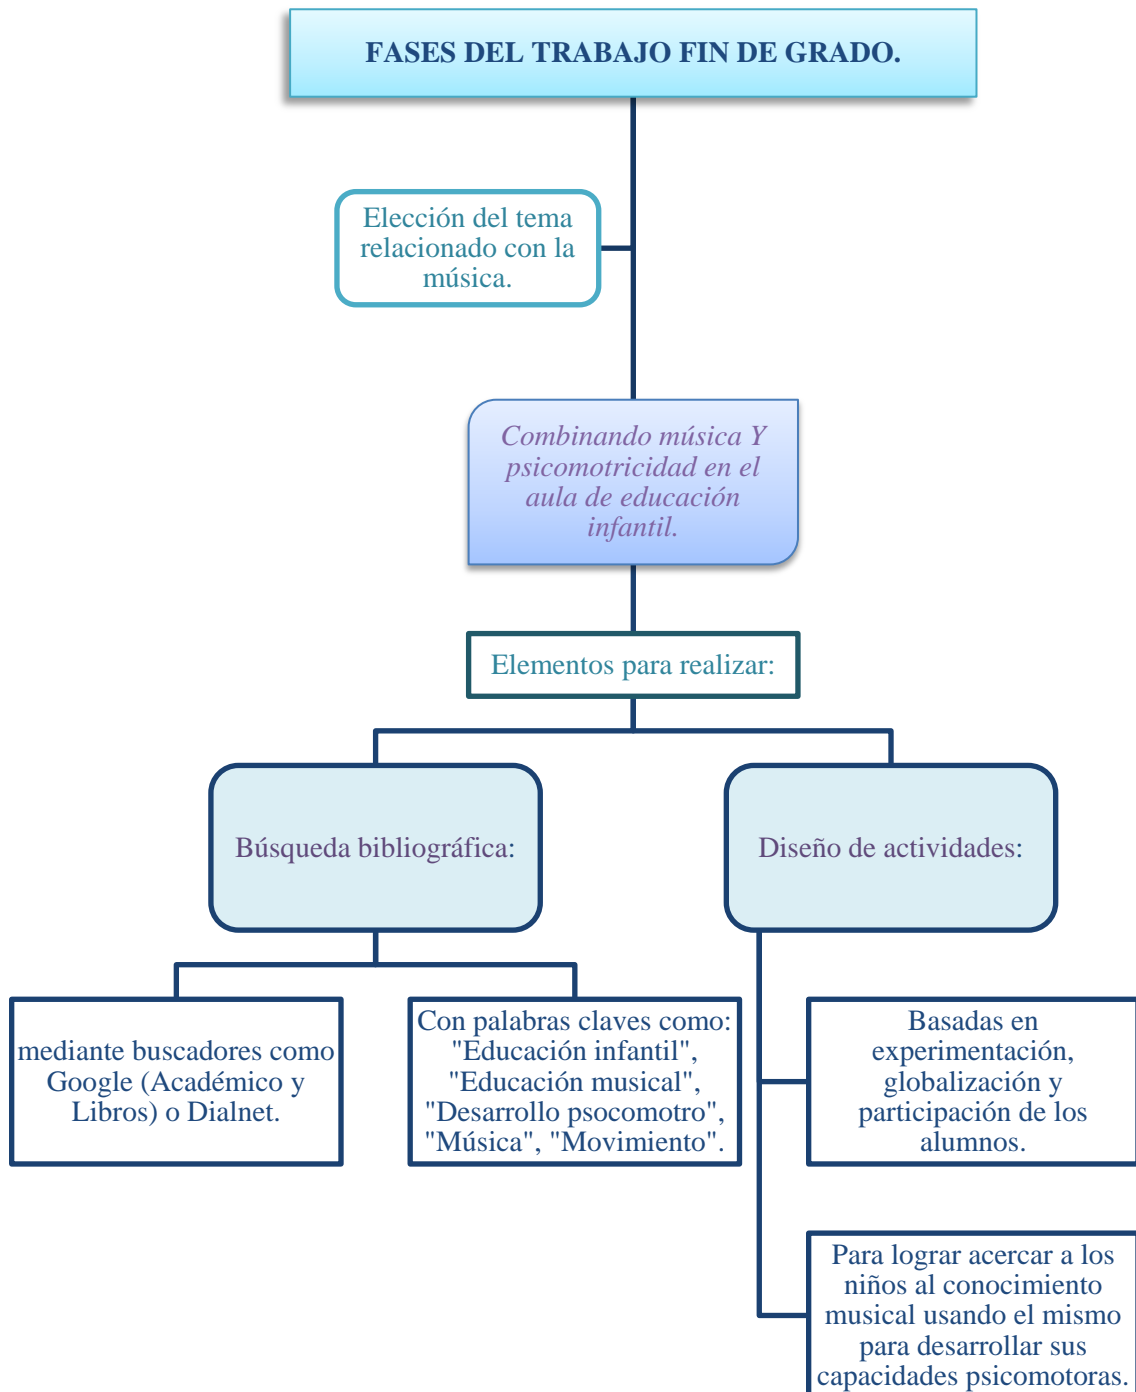 FASES DEL TRABAJO FIN DE GRADO.
Elección del tema
relacionado con la
música.
Combinando música Y
psicomotricidad en el
aula de educación
infantil.
Elementos para realizar:
Búsqueda bibliográfica:
Diseño de actividades:
mediante buscadores como
Google (Académico y
Libros) o Dialnet.
Con palabras claves como:
"Educación infantil",
"Educación musical",
"Desarrollo psocomotro",
"Música", "Movimiento".
Basadas en
experimentación,
globalización y
participación de los
alumnos.
Para lograr acercar a los
niños al conocimiento
musical usando el mismo
para desarrollar sus
capacidades psicomotoras.